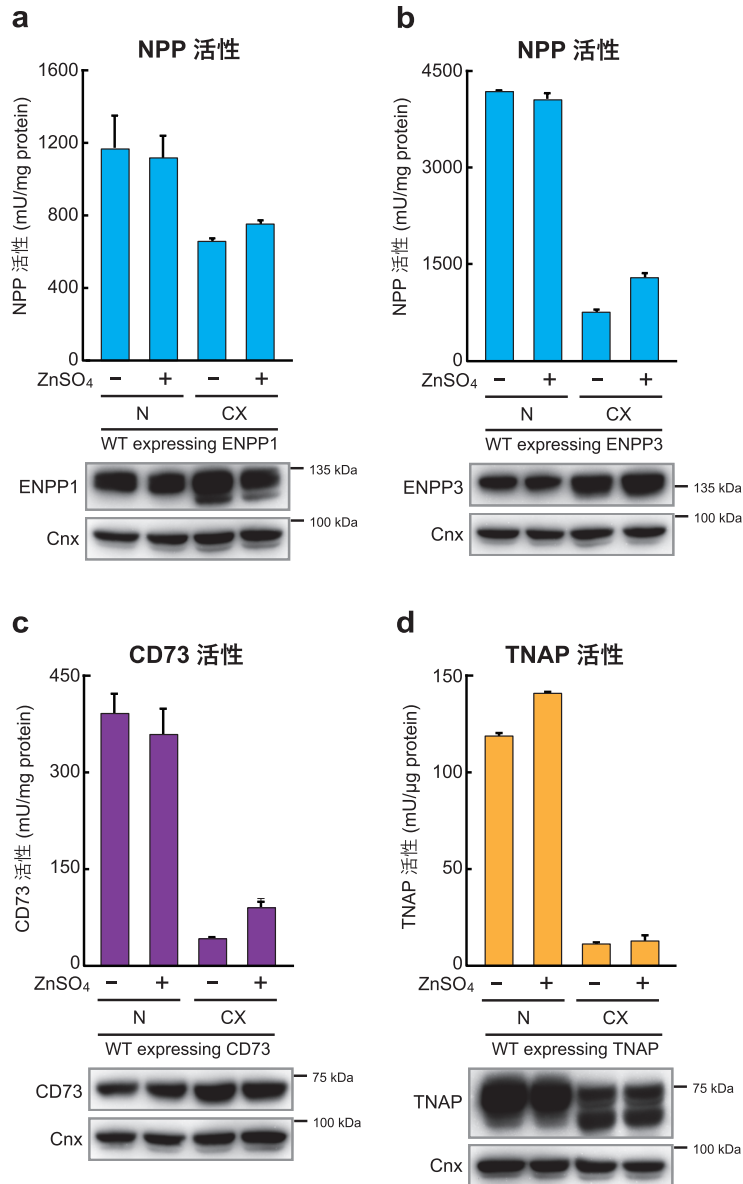 a
NPP 活性
NPP 活性 (mU/mg protein)
1600
1200
800
400
0
ZnSO₄ − + − +
N CX
WT expressing ENPP1
ENPP1
135 kDa
Cnx
100 kDa
b
NPP 活性
NPP 活性 (mU/mg protein)
4500
3000
1500
0
ZnSO₄ − + − +
N CX
WT expressing ENPP3
ENPP3
135 kDa
Cnx
100 kDa
c
CD73 活性
CD73 活性 (mU/mg protein)
450
300
150
0
ZnSO₄ − + − +
N CX
WT expressing CD73
CD73
75 kDa
Cnx
100 kDa
d
TNAP 活性
TNAP 活性 (mU/μg protein)
150
100
50
0
ZnSO₄ − + − +
N CX
WT expressing TNAP
TNAP
75 kDa
Cnx
100 kDa